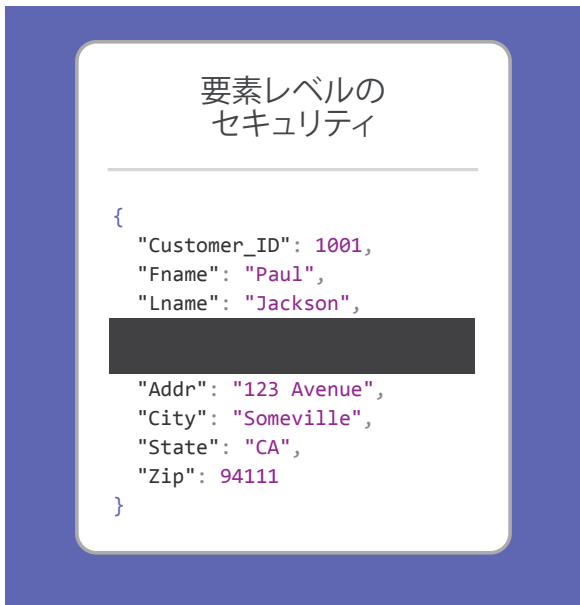 要素レベルの
セキュリティ
{
"Customer_ID": 1001,
"Fname": "Paul",
"Lname": "Jackson",
"Addr": "123 Avenue",
"City": "Someville",
"State": "CA",
"Zip": 94111
}